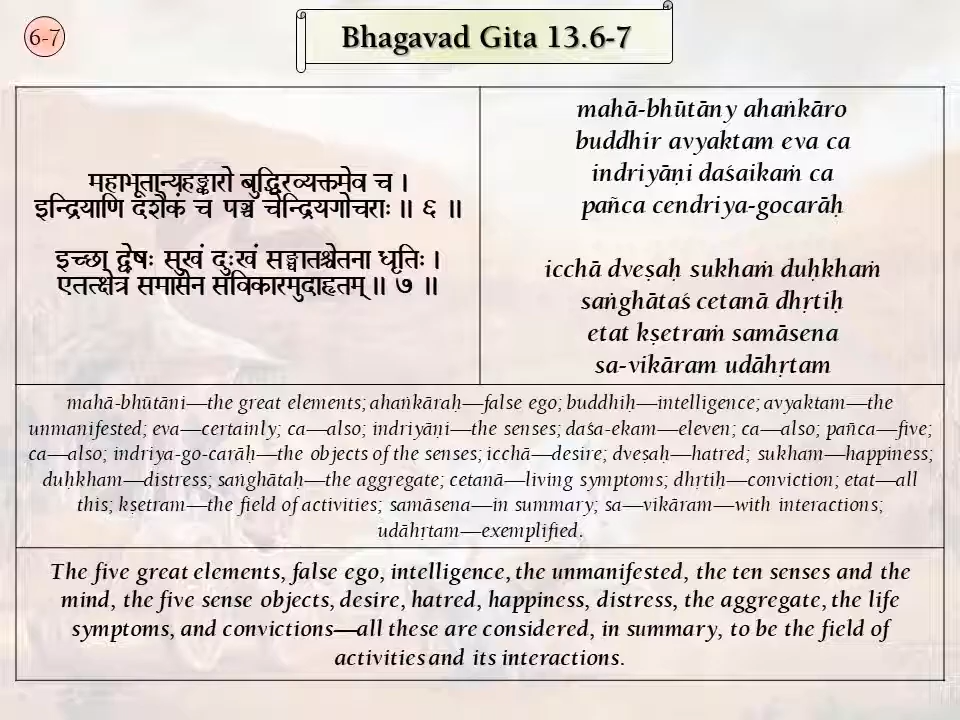 6-7
Bhagavad Gita 13.6-7
महाभूतान्यहङ्कारो बुद्धिरव्यक्तमेव च ।
इन्द्रियाणि दशैकं च पञ्च चेन्द्रियगोचराः ॥ ६ ॥
इच्छा द्वेषः सुखं दुःखं सङ्घातश्चेतना धृतिः ।
एतत्क्षेत्रं समासेन सविकारमुदाहृतम् ॥ ७ ॥
mahā-bhūtāny ahaṅkāro
buddhir avyaktam eva ca
indriyāṇi daśaikaṁ ca
pañca cendriya-gocarāḥ
icchā dveṣaḥ sukhaṁ duḥkhaṁ
saṅghātaś cetanā dhṛtiḥ
etat kṣetraṁ samāsena
sa-vikāram udāhṛtam
mahā-bhūtāni—the great elements; ahaṅkāraḥ—false ego; buddhiḥ—intelligence; avyaktam—the
unmanifested; eva—certainly; ca—also; indriyāṇi—the senses; daśa-ekam—eleven; ca—also; pañca—five;
ca—also; indriya-go-carāḥ—the objects of the senses; icchā—desire; dveṣaḥ—hatred; sukham—happiness;
duḥkham—distress; saṅghātaḥ—the aggregate; cetanā—living symptoms; dhṛtiḥ—conviction; etat—all
this; kṣetram—the field of activities; samāsena—in summary; sa—vikāram—with interactions;
udāhṛtam—exemplified.
The five great elements, false ego, intelligence, the unmanifested, the ten senses and the
mind, the five sense objects, desire, hatred, happiness, distress, the aggregate, the life
symptoms, and convictions—all these are considered, in summary, to be the field of
activities and its interactions.